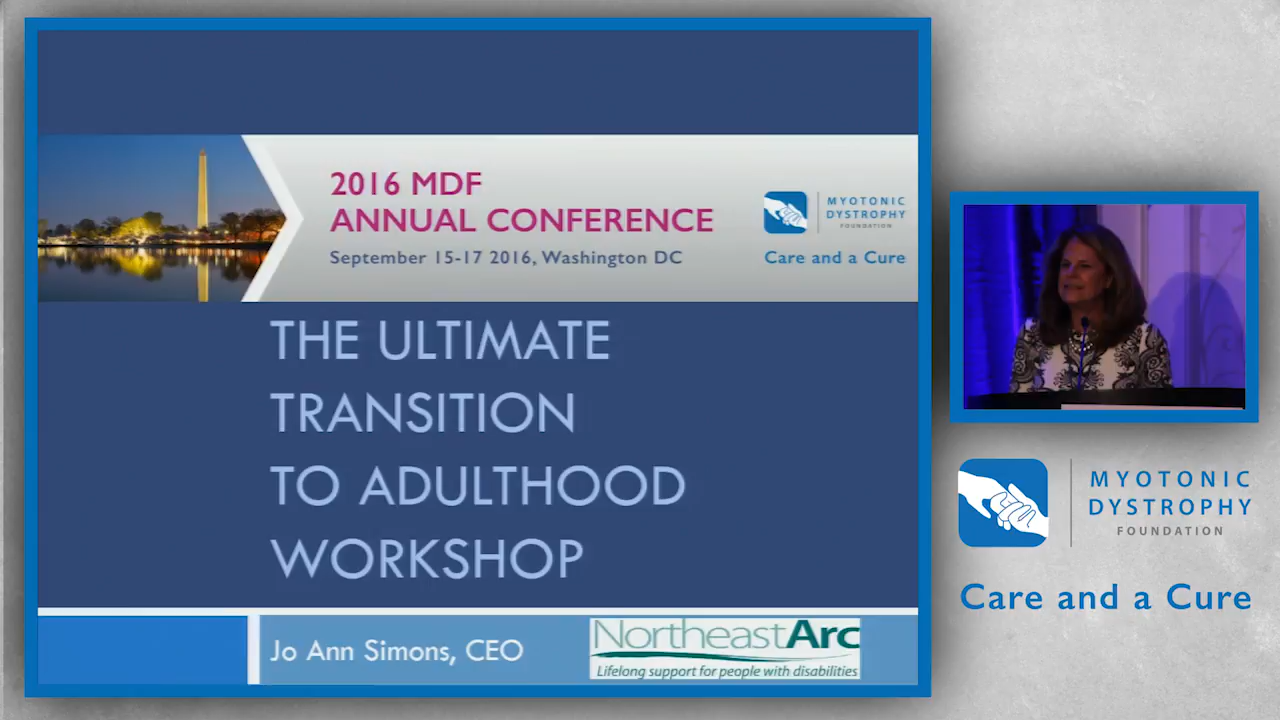 2016 MDF
ANNUAL CONFERENCE
September 15-17 2016, Washington DC
MYOTONIC
DYSTROPHY
FOUNDATION
Care and a Cure
THE ULTIMATE
TRANSITION
TO ADULTHOOD
WORKSHOP
Jo Ann Simons, CEO
NortheastArc
Lifelong support for people with disabilities
MYOTONIC
DYSTROPHY
FOUNDATION
Care and a Cure